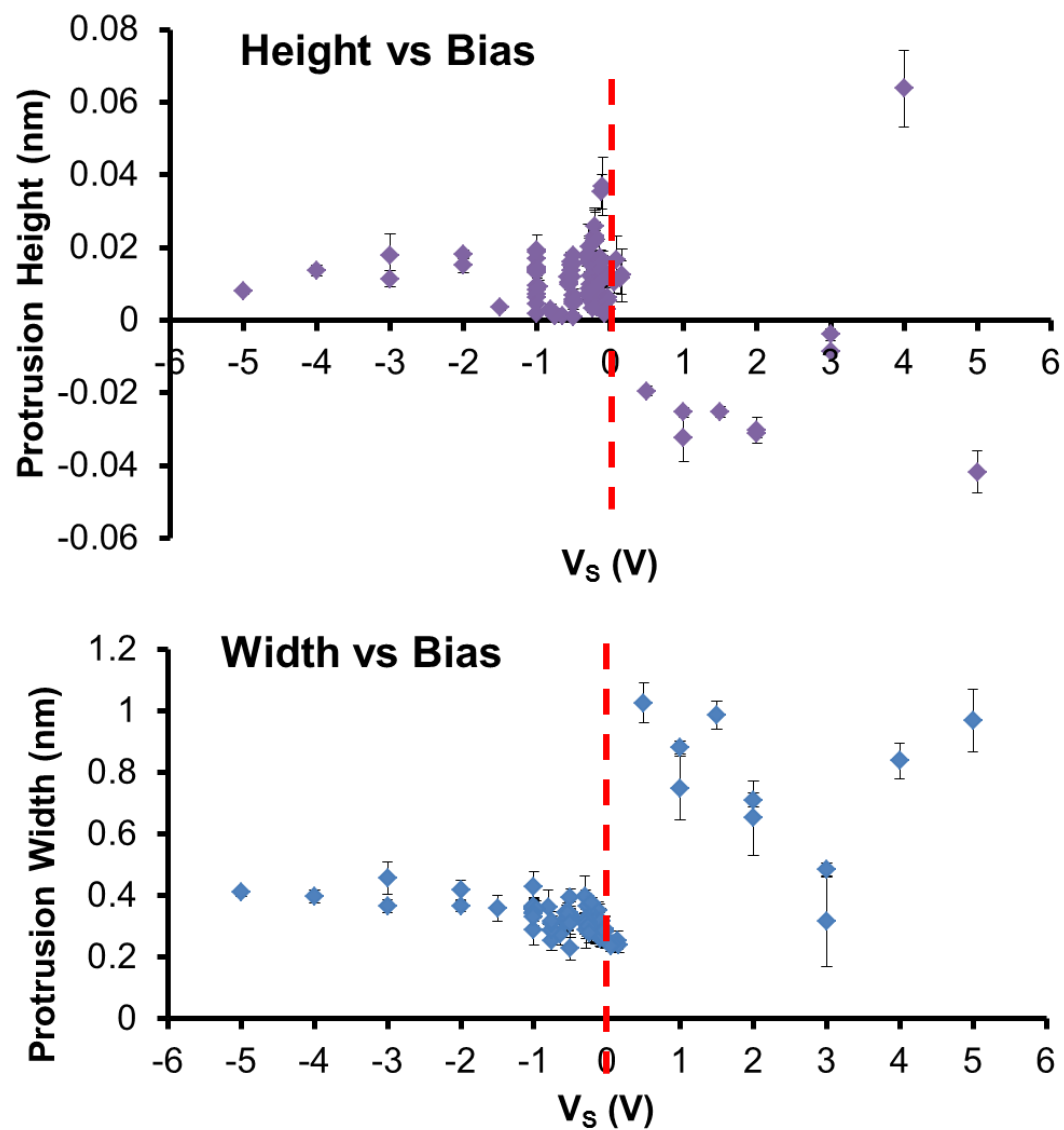 Height vs Bias
Protrusion Height (nm)
0.08
0.06
0.04
0.02
0
-0.02
-0.04
-0.06
-6 -5 -4 -3 -2 -1 0 1 2 3 4 5 6
VS (V)
Width vs Bias
Protrusion Width (nm)
1.2
1
0.8
0.6
0.4
0.2
0
-6 -5 -4 -3 -2 -1 0 1 2 3 4 5 6
VS (V)